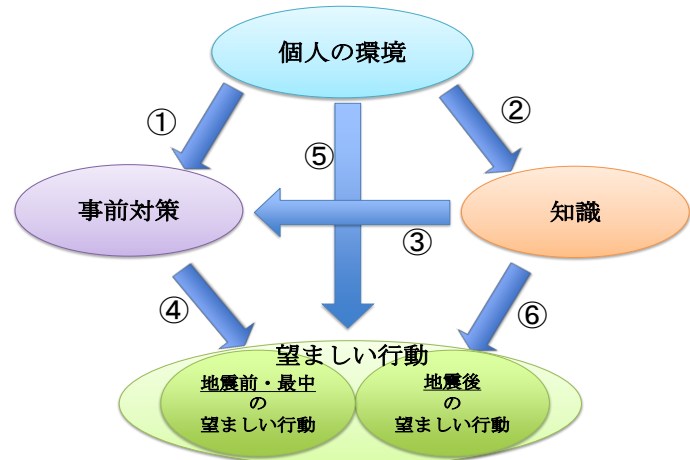 個人の環境
①
②
⑤
事前対策
知識
③
④
⑥
望ましい行動
地震前・最中
の
望ましい行動
地震後
の
望ましい行動